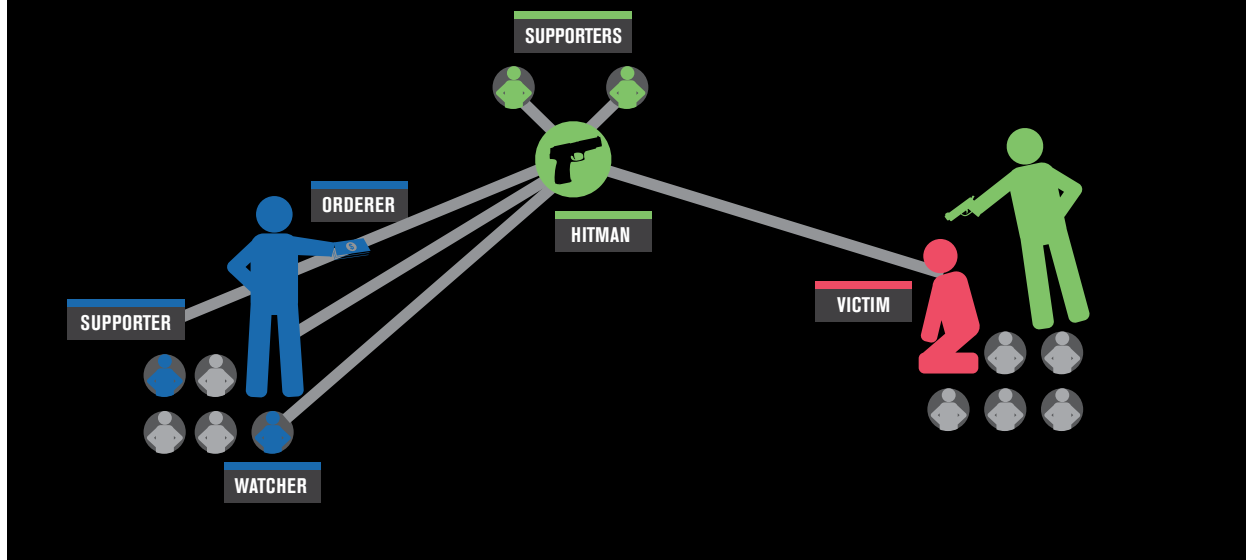 SUPPORTERS
ORDERER
HITMAN
SUPPORTER
VICTIM
WATCHER